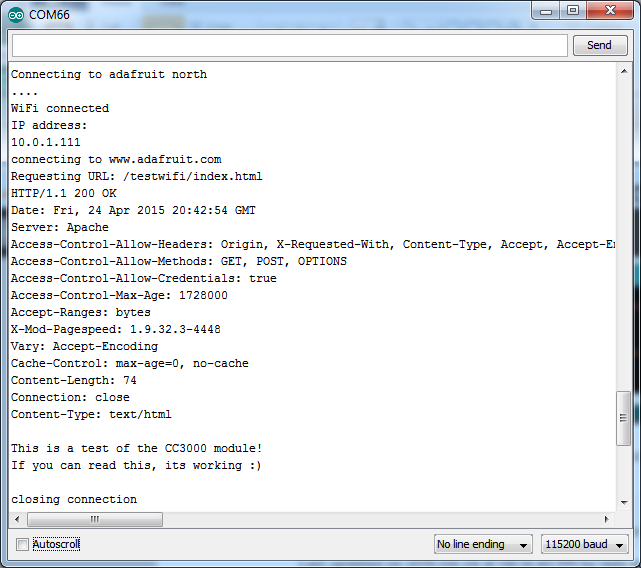 COM66
Send
Connecting to adafruit north
....
WiFi connected
IP address:
10.0.1.111
connecting to www.adafruit.com
Requesting URL: /testwifi/index.html
HTTP/1.1 200 OK
Date: Fri, 24 Apr 2015 20:42:54 GMT
Server: Apache
Access-Control-Allow-Headers: Origin, X-Requested-With, Content-Type, Accept, Accept-En
Access-Control-Allow-Methods: GET, POST, OPTIONS
Access-Control-Allow-Credentials: true
Access-Control-Max-Age: 1728000
Accept-Ranges: bytes
X-Mod-Pagespeed: 1.9.32.3-4448
Vary: Accept-Encoding
Cache-Control: max-age=0, no-cache
Content-Length: 74
Connection: close
Content-Type: text/html
This is a test of the CC3000 module!
If you can read this, its working :)
closing connection
Autoscroll
No line ending
115200 baud